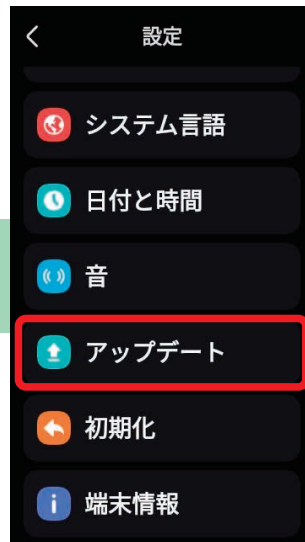 設定
システム言語
日付と時間
音
アップデート
初期化
端末情報